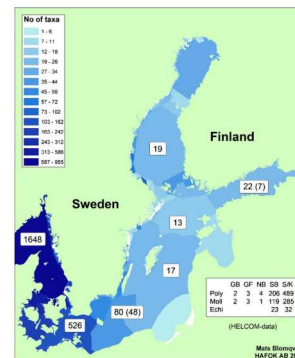 No of taxa
1 - 6
7 - 11
12 - 18
19 - 26
27 - 34
35 - 44
45 - 56
57 - 72
73 - 102
103 - 162
163 - 242
243 - 312
313 - 586
587 - 955
Finland
19
22 (7)
Sweden
13
1648
17
80 (48)
526
GB GF NB SB S/K
Poly 2 3 4 206 489
Moll 2 3 1 119 285
Echi 23 32
(HELCOM-data)
Mats Blomqv
HAFOK AB 2